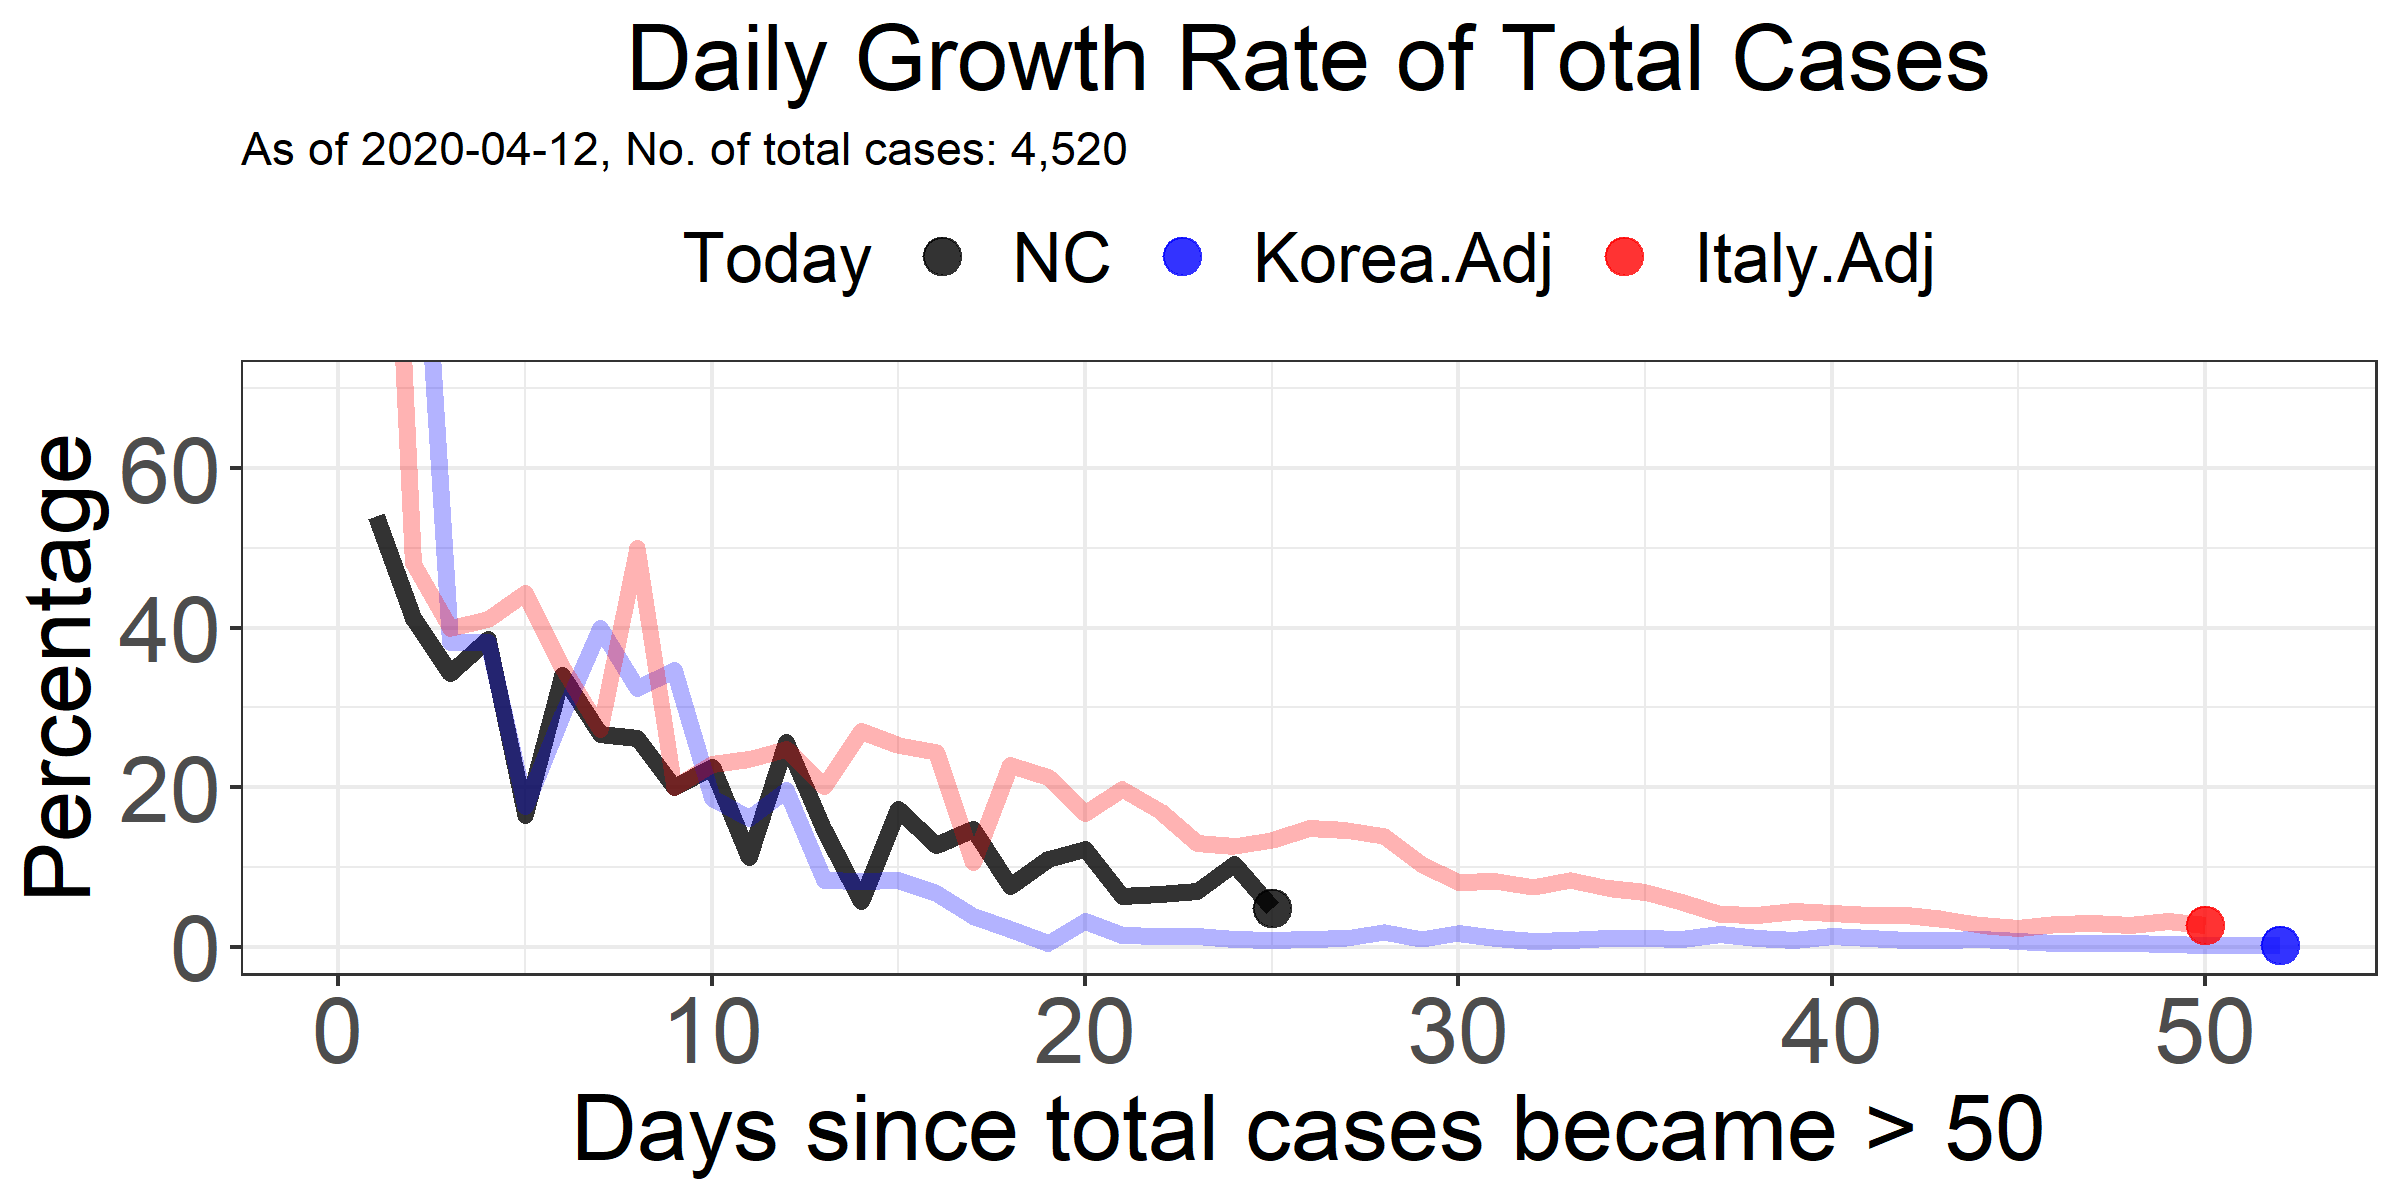 Daily Growth Rate of Total Cases
As of 2020-04-12, No. of total cases: 4,520
Today NC Korea.Adj Italy.Adj
Percentage
60
40
20
0
0 10 20 30 40 50
Days since total cases became > 50